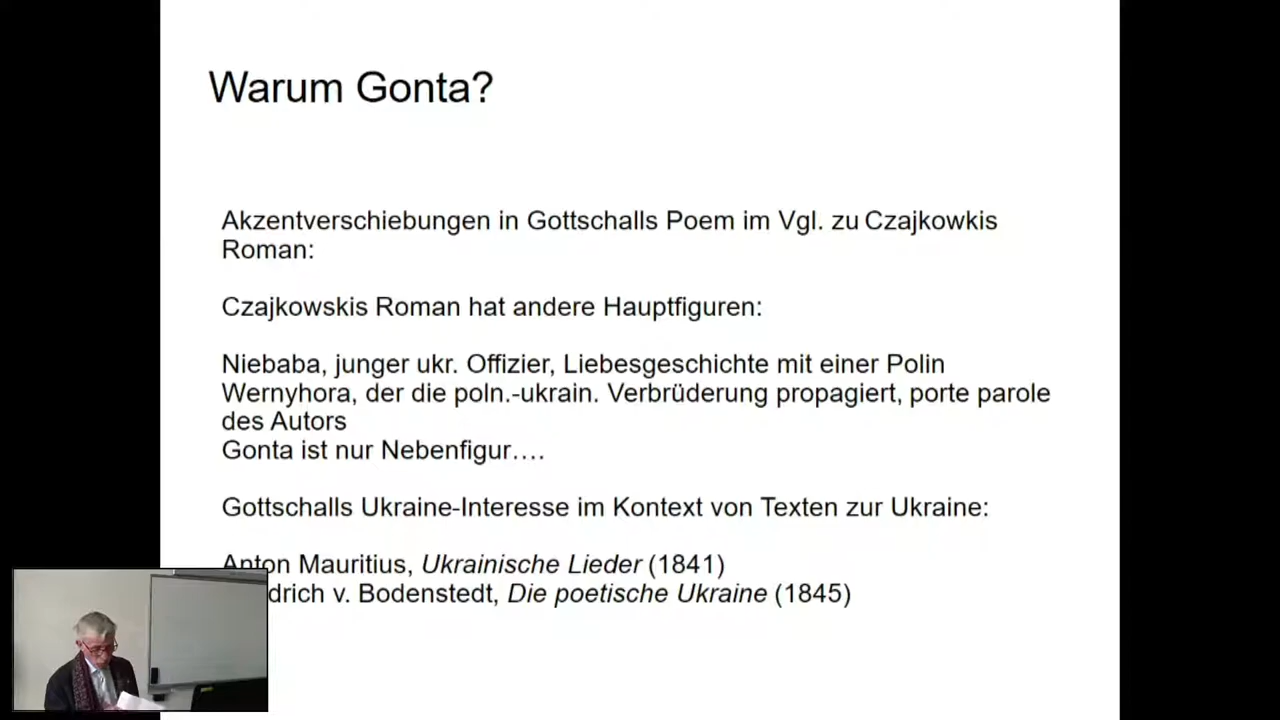 Warum Gonta?
Akzentverschiebungen in Gottschalls Poem im Vgl. zu Czajkowkis
Roman:
Czajkowskis Roman hat andere Hauptfiguren:
Niebaba, junger ukr. Offizier, Liebesgeschichte mit einer Polin
Wernyhora, der die poln.-ukrain. Verbrüderung propagiert, porte parole
des Autors
Gonta ist nur Nebenfigur….
Gottschalls Ukraine-Interesse im Kontext von Texten zur Ukraine:
Anton Mauritius, Ukrainische Lieder (1841)
v. Bodenstedt, Die poetische Ukraine (1845)